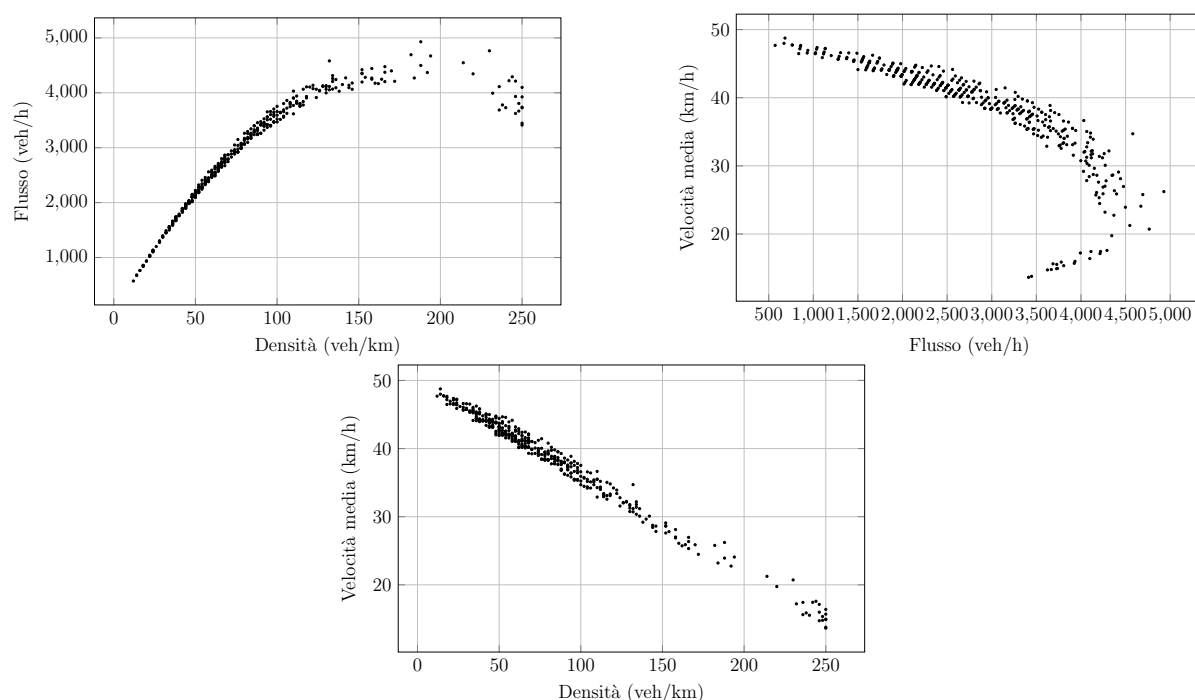 5,000
4,000
3,000
2,000
1,000
Flusso (veh/h)
0 50 100 150 200 250
Densità (veh/km)
50
40
30
20
Velocità media (km/h)
500 1,000 1,500 2,000 2,500 3,000 3,500 4,000 4,500 5,000
Flusso (veh/h)
50
40
30
20
Velocità media (km/h)
0 50 100 150 200 250
Densità (veh/km)